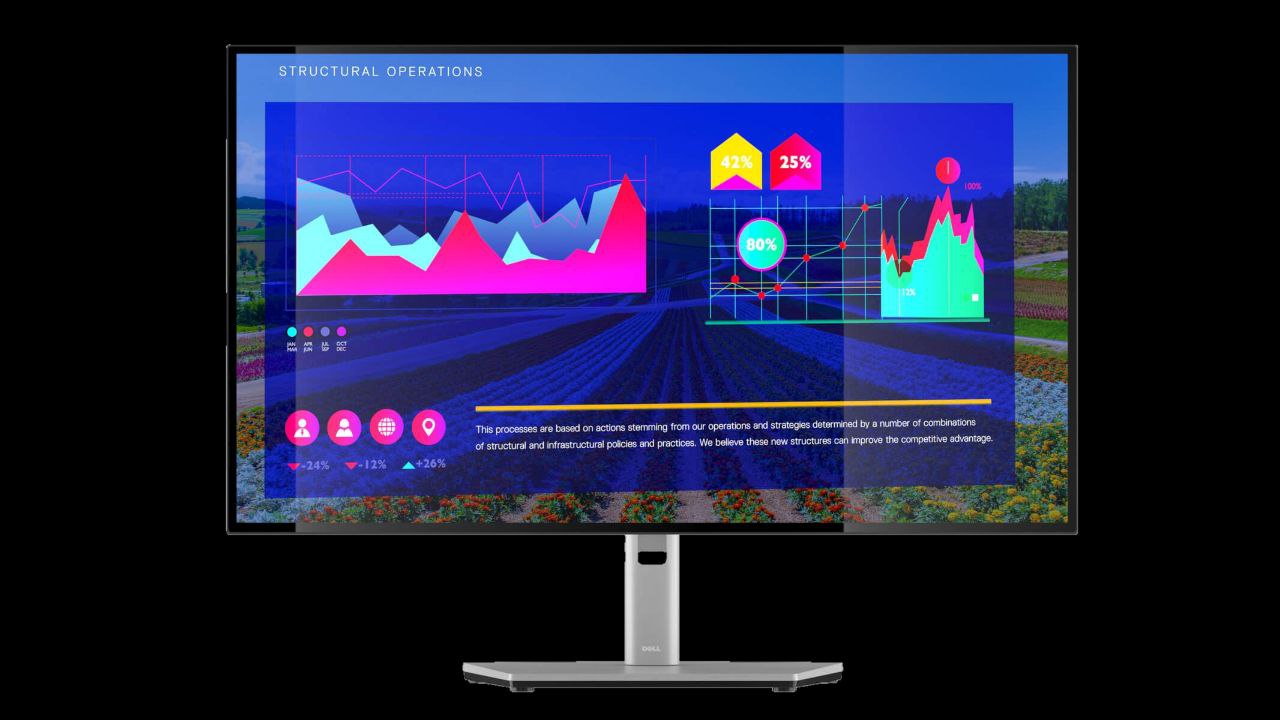 STRUCTURAL OPERATIONS
42% 25%
100%
80%
12%
JAN APR JUL OCT
MAR JUN SEP DEC
This processes are based on actions stemming from our operations and strategies determined by a number of combinations
of structural and infrastructural policies and practices. We believe these new structures can improve the competitive advantage.
-24% -12% +26%
DELL